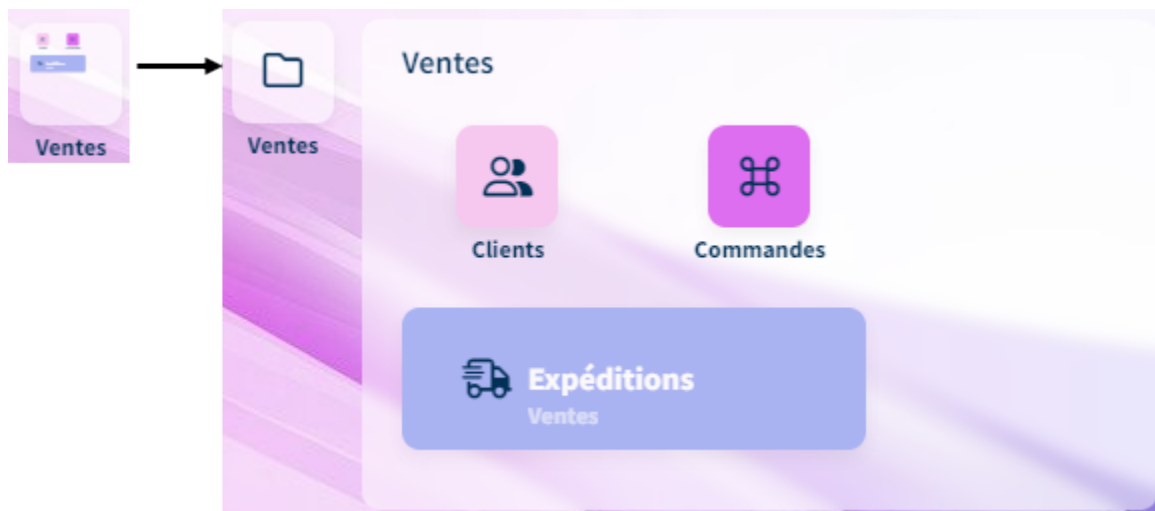 Ventes
Ventes
Ventes
Clients
Commandes
Expéditions
Ventes